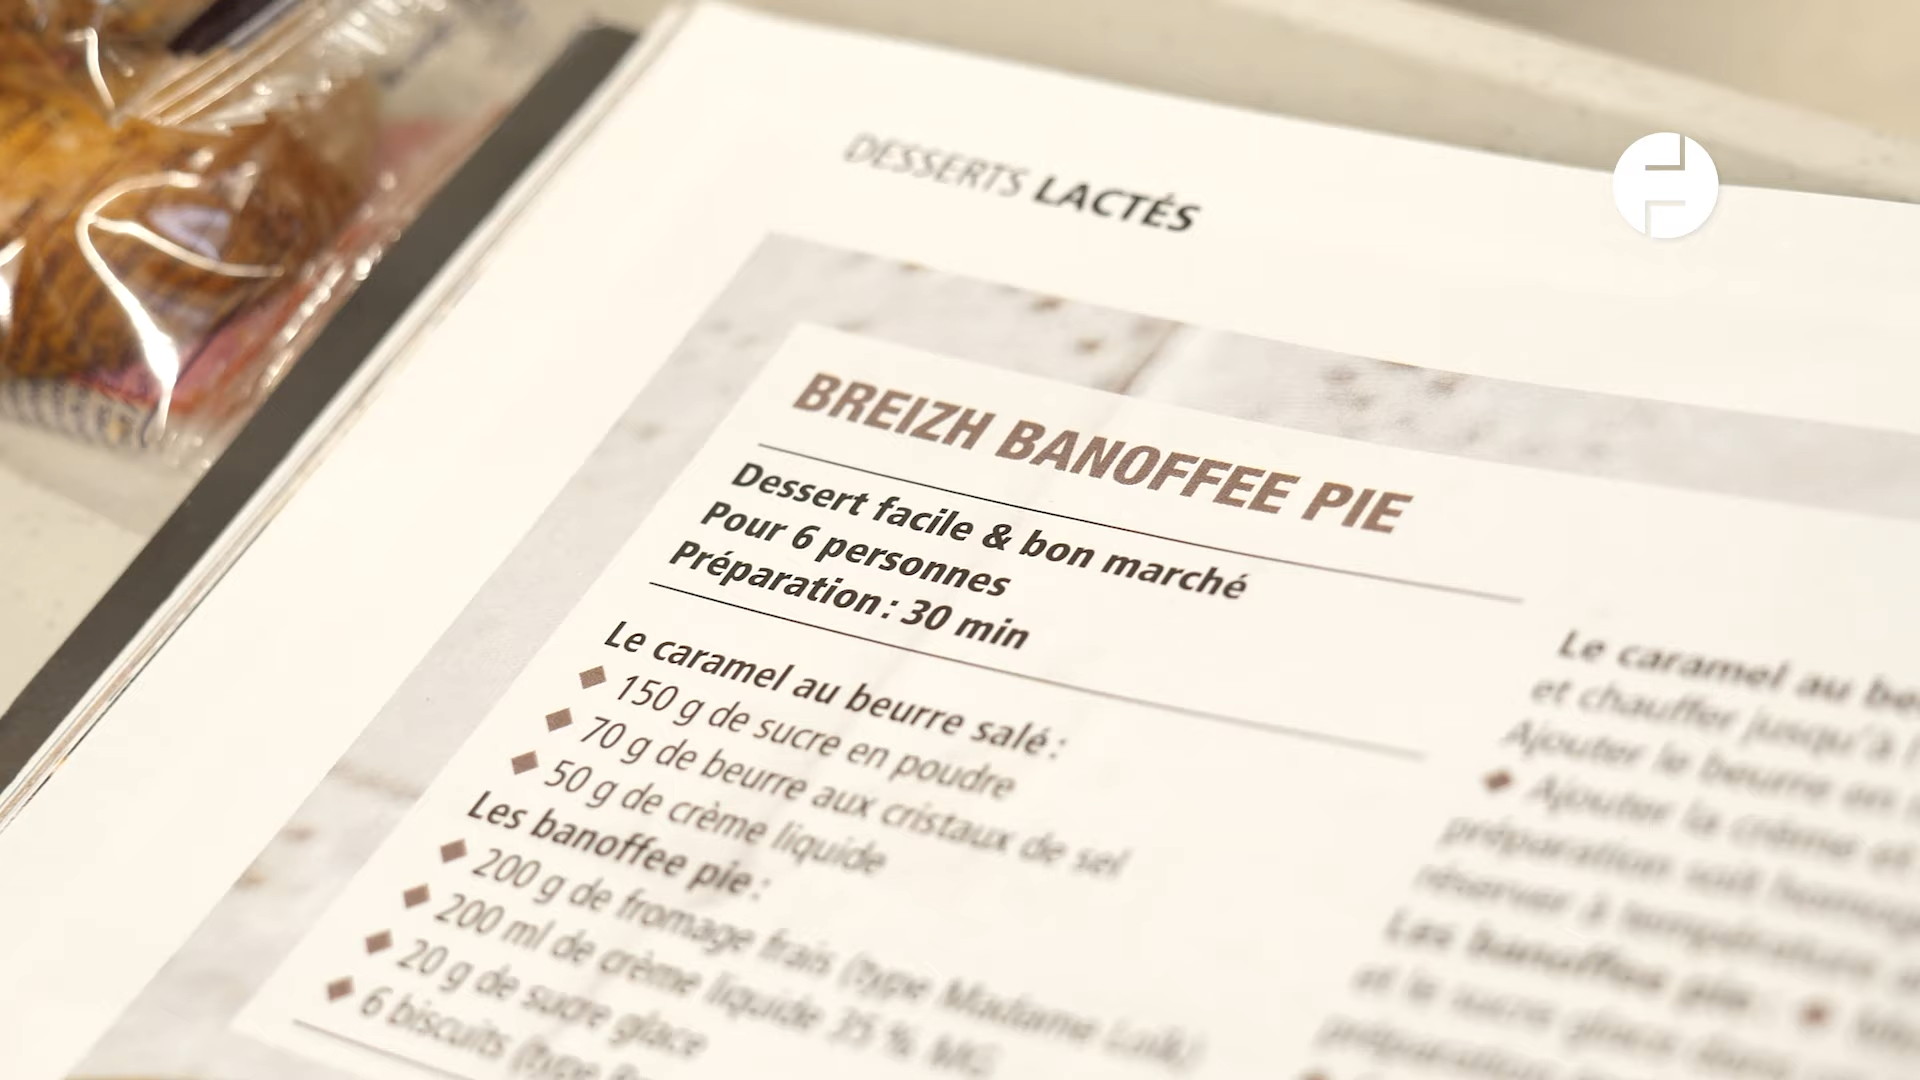 DESSERTS LACTÉS
BREIZH BANOFFEE PIE
Dessert facile & bon marché
Pour 6 personnes
Préparation : 30 min
Le caramel au beurre salé :
150 g de sucre en poudre
70 g de beurre aux cristaux de sel
50 g de crème liquide
Les banoffee pie :
200 g de fromage frais (type Madame Loïk)
200 ml de crème liquide 35 % MG
20 g de sucre glace
6 biscuits (type
Le caramel au
et chauffer jusqu'à
Ajouter le beurre en
Ajouter la crème et
préparation soit
réserver à température
Les banoffee pie :
et le sucre glace dans
préparation